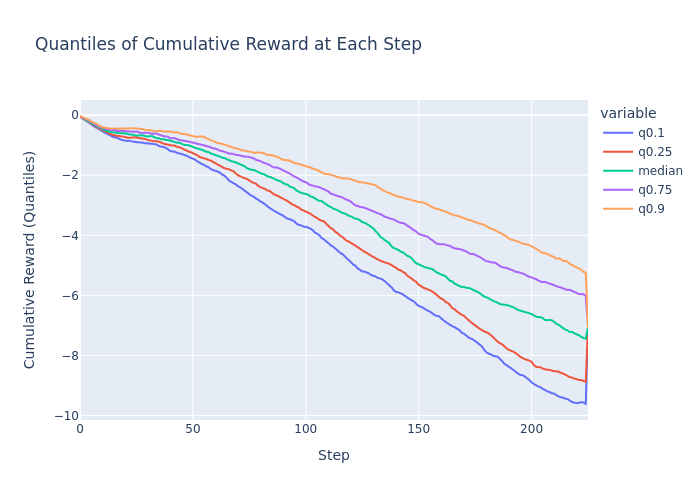 Quantiles of Cumulative Reward at Each Step
variable
q0.1
q0.25
median
q0.75
q0.9
Cumulative Reward (Quantiles)
0
−2
−4
−6
−8
−10
0
50
100
150
200
Step